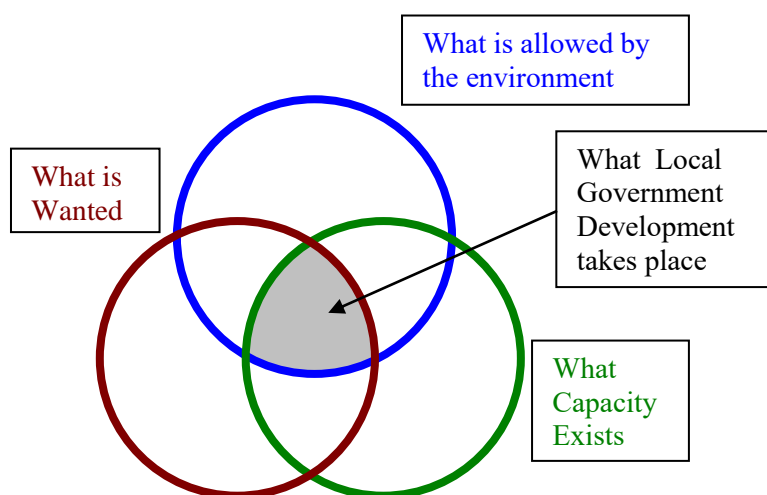 What is allowed by
the environment
What is
Wanted
What Local
Government
Development
takes place
What
Capacity
Exists